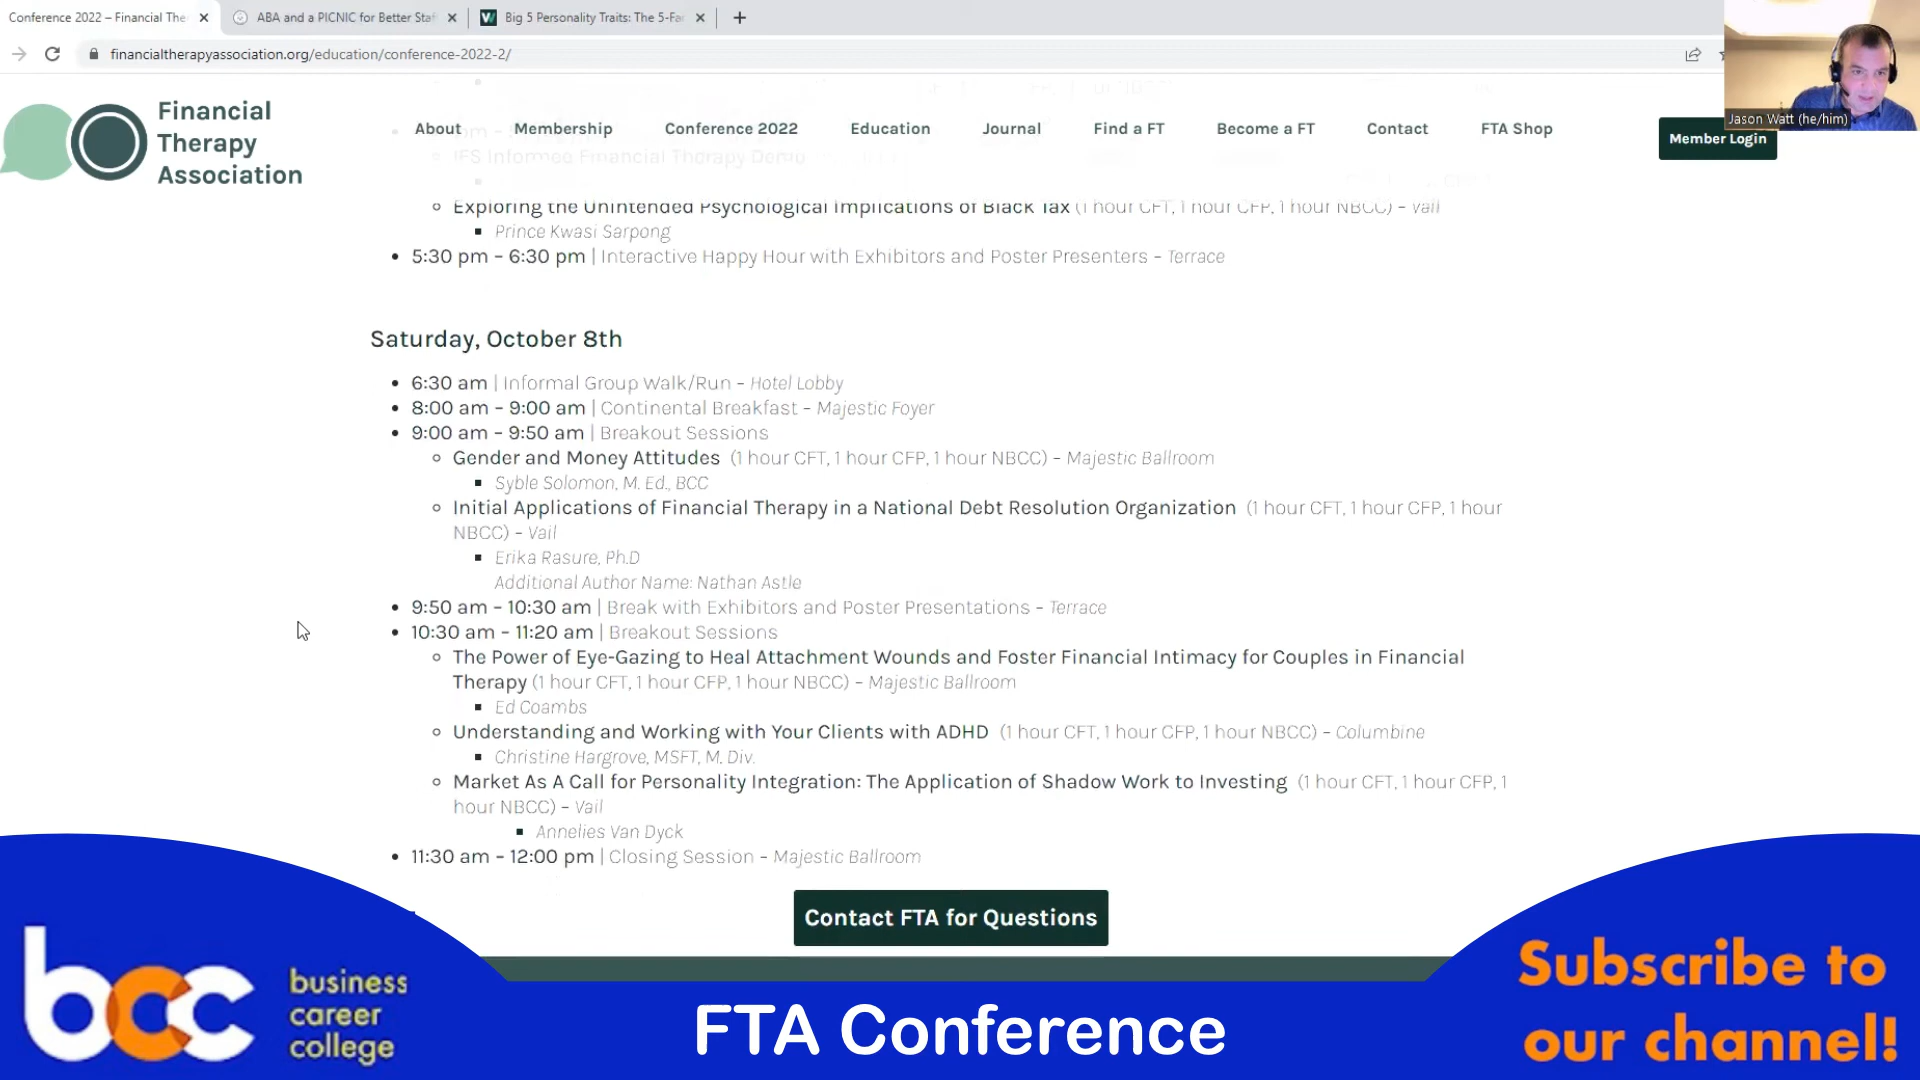 Conference 2022 – Financial The
ABA and a PICNIC for Better Staf
Big 5 Personality Traits: The 5-Fa
financialtherapyassociation.org/education/conference-2022-2/
Jason Watt (he/him)
Financial
Therapy
Association
About
Membership
Conference 2022
Education
Journal
Find a FT
Become a FT
Contact
FTA Shop
Member Login
IFS Informed Financial Therapy Demo
Exploring the Unintended Psychological Implications of Black Tax (1 hour CFT, 1 hour CFP, 1 hour NBCC) – Vail
Prince Kwasi Sarpong
5:30 pm – 6:30 pm | Interactive Happy Hour with Exhibitors and Poster Presenters – Terrace
Saturday, October 8th
6:30 am | Informal Group Walk/Run – Hotel Lobby
8:00 am – 9:00 am | Continental Breakfast – Majestic Foyer
9:00 am – 9:50 am | Breakout Sessions
Gender and Money Attitudes (1 hour CFT, 1 hour CFP, 1 hour NBCC) – Majestic Ballroom
Syble Solomon, M. Ed., BCC
Initial Applications of Financial Therapy in a National Debt Resolution Organization (1 hour CFT, 1 hour CFP, 1 hour
NBCC) – Vail
Erika Rasure, Ph.D
Additional Author Name: Nathan Astle
9:50 am – 10:30 am | Break with Exhibitors and Poster Presentations – Terrace
10:30 am – 11:20 am | Breakout Sessions
The Power of Eye-Gazing to Heal Attachment Wounds and Foster Financial Intimacy for Couples in Financial
Therapy (1 hour CFT, 1 hour CFP, 1 hour NBCC) – Majestic Ballroom
Ed Coambs
Understanding and Working with Your Clients with ADHD (1 hour CFT, 1 hour CFP, 1 hour NBCC) – Columbine
Christine Hargrove, MSFT, M. Div.
Market As A Call for Personality Integration: The Application of Shadow Work to Investing (1 hour CFT, 1 hour CFP, 1
hour NBCC) – Vail
Annelies Van Dyck
11:30 am – 12:00 pm | Closing Session – Majestic Ballroom
Contact FTA for Questions
bcc
business
career
college
FTA Conference
Subscribe to
our channel!